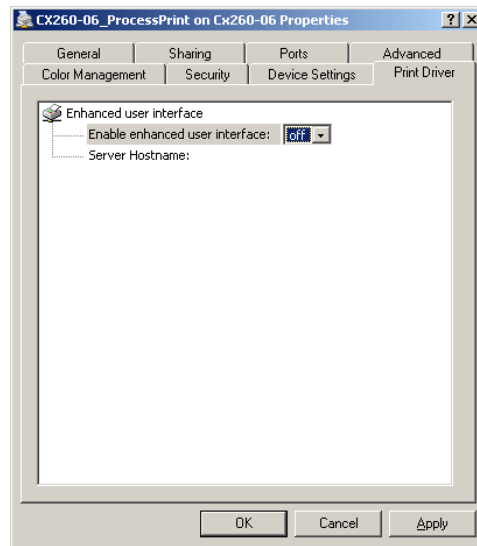 CX260-06_ProcessPrint on Cx260-06 Properties
General Sharing Ports Advanced
Color Management Security Device Settings Print Driver
Enhanced user interface
Enable enhanced user interface: off
Server Hostname:
OK Cancel Apply